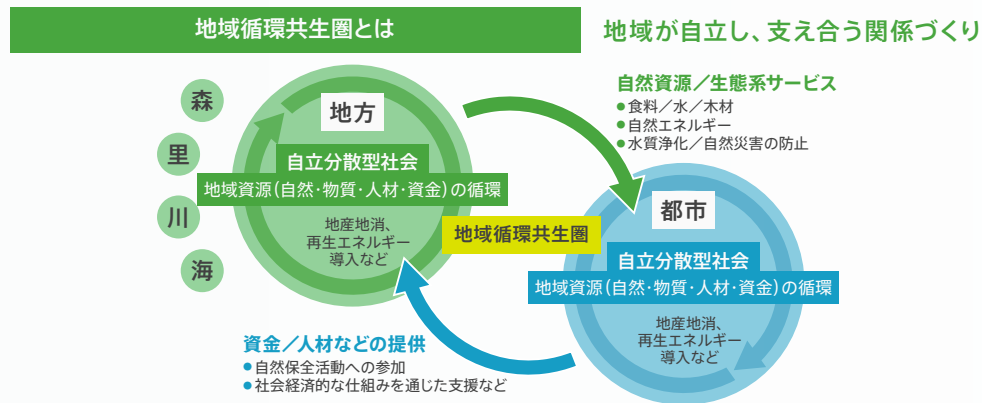 地域循環共生圏とは
地域が自立し、支え合う関係づくり
森
里
川
海
地方
自立分散型社会
地域資源(自然・物質・人材・資金)の循環
地産地消、
再生エネルギー
導入など
自然資源/生態系サービス
●食料/水/木材
●自然エネルギー
●水質浄化/自然災害の防止
地域循環共生圏
都市
自立分散型社会
地域資源(自然・物質・人材・資金)の循環
地産地消、
再生エネルギー
導入など
資金/人材などの提供
●自然保全活動への参加
●社会経済的な仕組みを通じた支援など